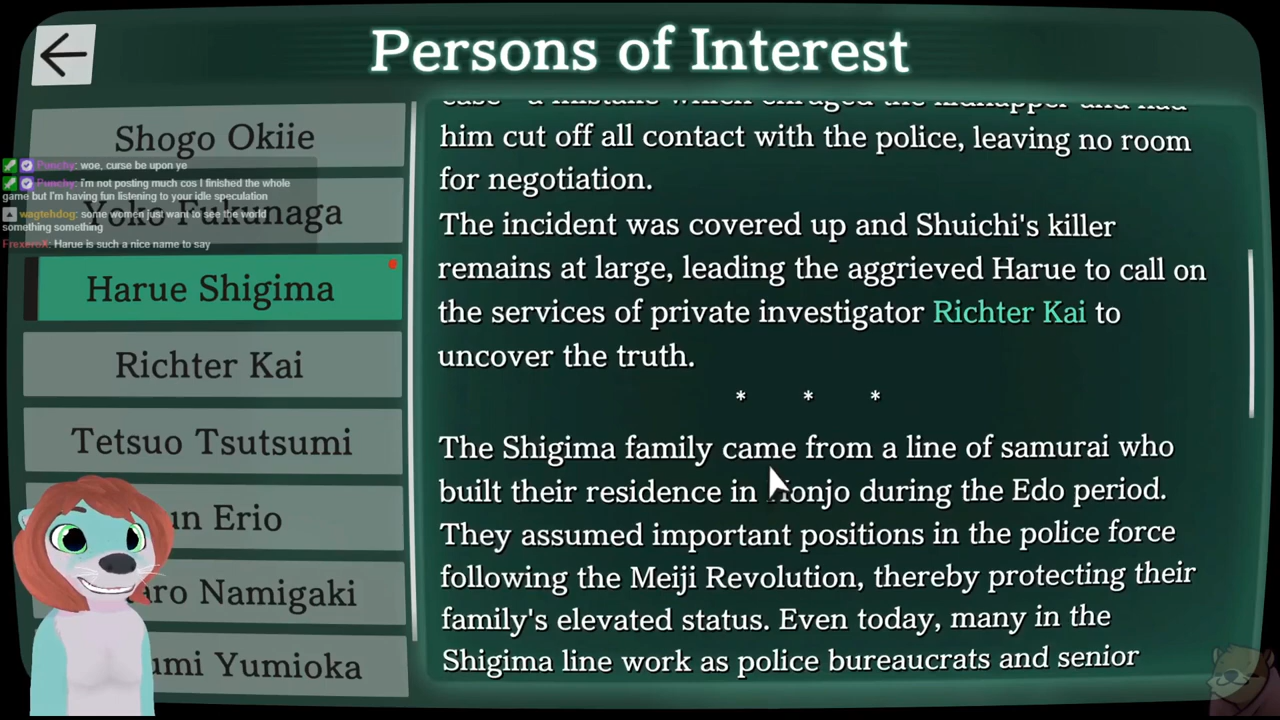 Persons of Interest
Shogo Okiie
Punchy: woe, curse be upon ye
Punchy: i'm not posting much cos I finished the whole
game but I'm having fun listening to your idle speculation
wagtehdog: some women just want to see the world
something something
FrexeroX: Harue is such a nice name to say
Yoko Fukunaga
Harue Shigima
Richter Kai
Tetsuo Tsutsumi
Erio
Namigaki
Yumioka
him cut off all contact with the police, leaving no room
for negotiation.
The incident was covered up and Shuichi's killer
remains at large, leading the aggrieved Harue to call on
the services of private investigator Richter Kai to
uncover the truth.
* * *
The Shigima family came from a line of samurai who
built their residence in Honjo during the Edo period.
They assumed important positions in the police force
following the Meiji Revolution, thereby protecting their
family's elevated status. Even today, many in the
Shigima line work as police bureaucrats and senior